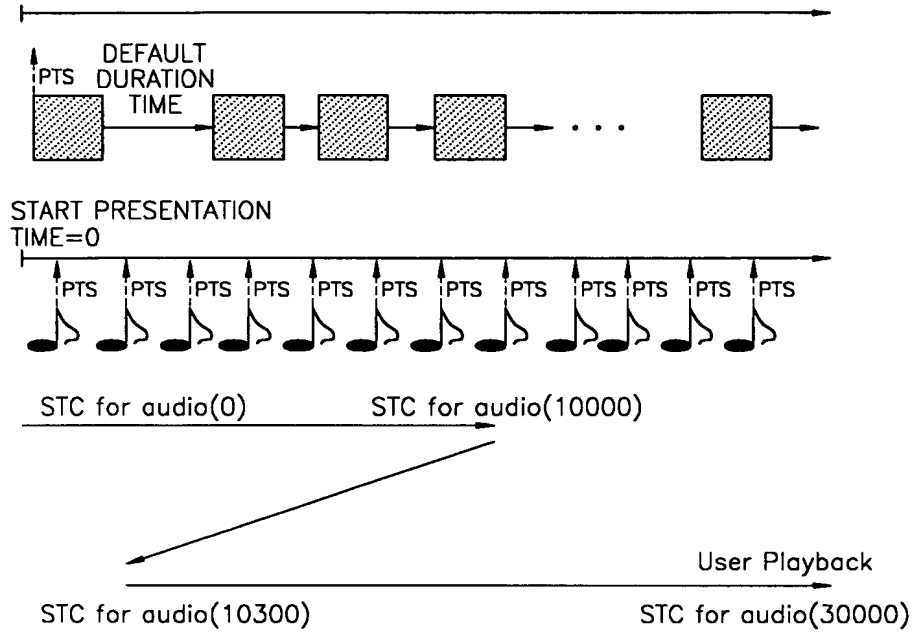 PTS
DEFAULT
DURATION
TIME
START PRESENTATION
TIME=0
PTS PTS PTS PTS PTS PTS PTS PTS PTS PTS PTS PTS
STC for audio(0) STC for audio(10000)
User Playback
STC for audio(10300) STC for audio(30000)